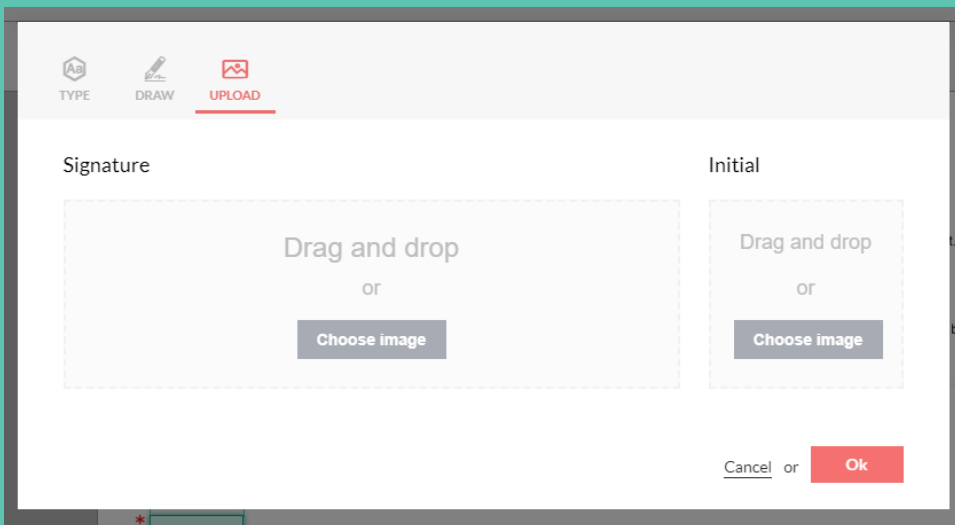 Aa
TYPE DRAW UPLOAD
Signature Initial
Drag and drop Drag and drop
or or
Choose image Choose image
Cancel or Ok
*